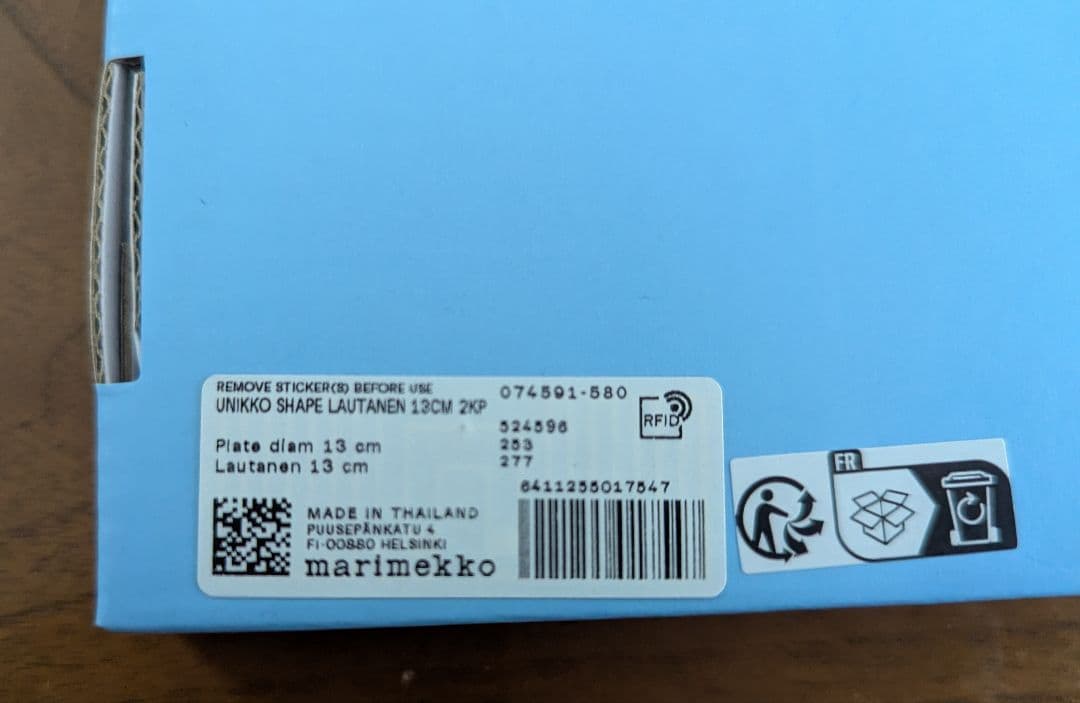 REMOVE STICKER(S) BEFORE USE
UNIKKO SHAPE LAUTANEN 13CM 2KP
074591-580
524596
253
277
RFID
Plate diam 13 cm
Lautanen 13 cm
6411255017547
MADE IN THAILAND
PUUSEPÄNKATU 4
FI-00880 HELSINKI
marimekko
FR